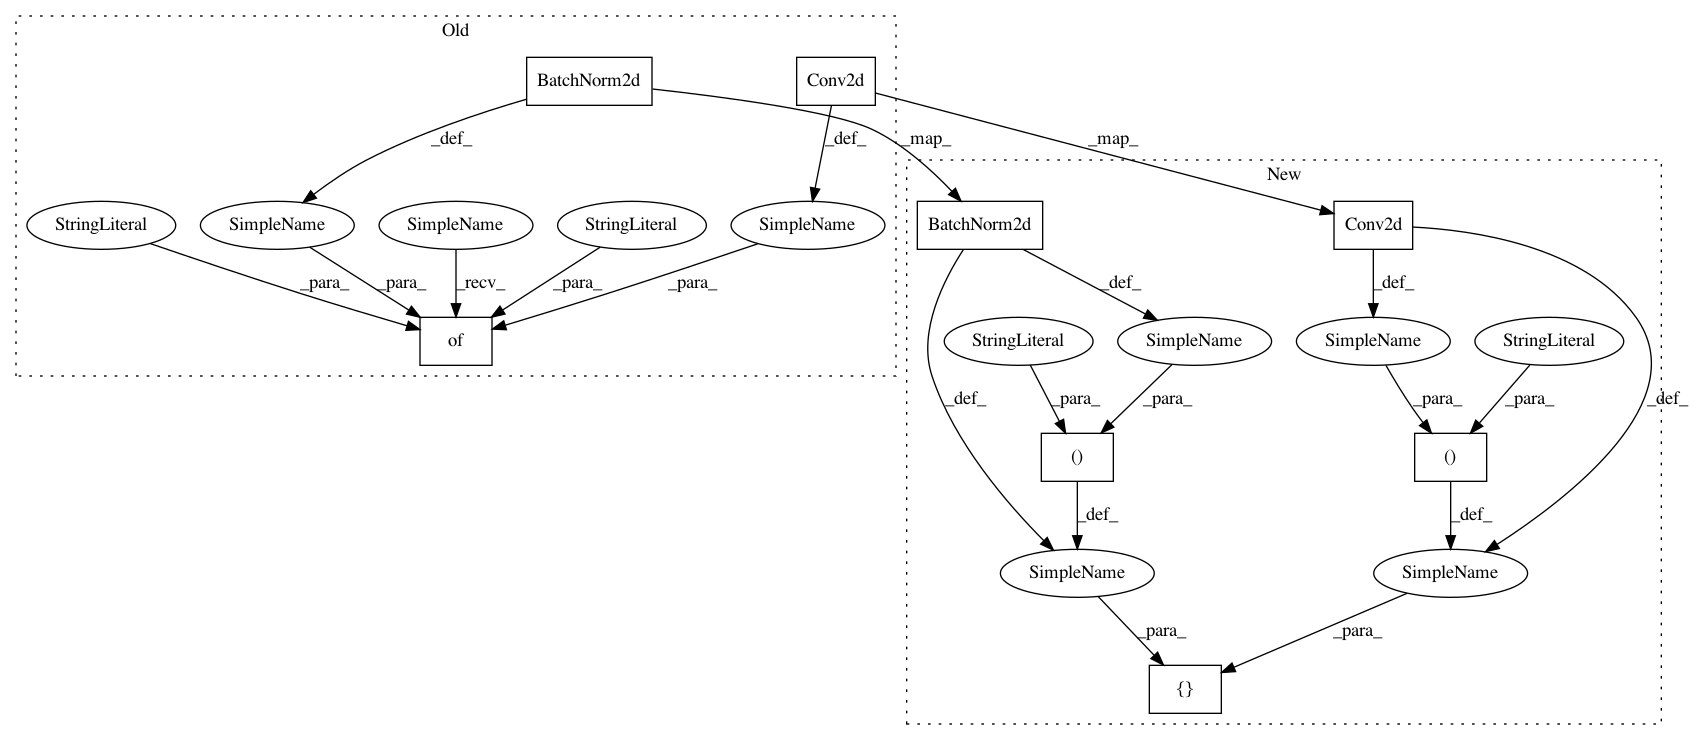 Old
BatchNorm2d
Conv2d
_def_
_def_
_map_
_map_
New
StringLiteral
SimpleName
SimpleName
StringLiteral
SimpleName
BatchNorm2d
Conv2d
_para_
_para_
_recv_
_para_
_para_
_def_
_def_
of
StringLiteral
SimpleName
SimpleName
StringLiteral
_def_
_para_
_para_
_para_
_para_
_def_
()
()
_def_
_def_
SimpleName
SimpleName
_para_
_para_
{}